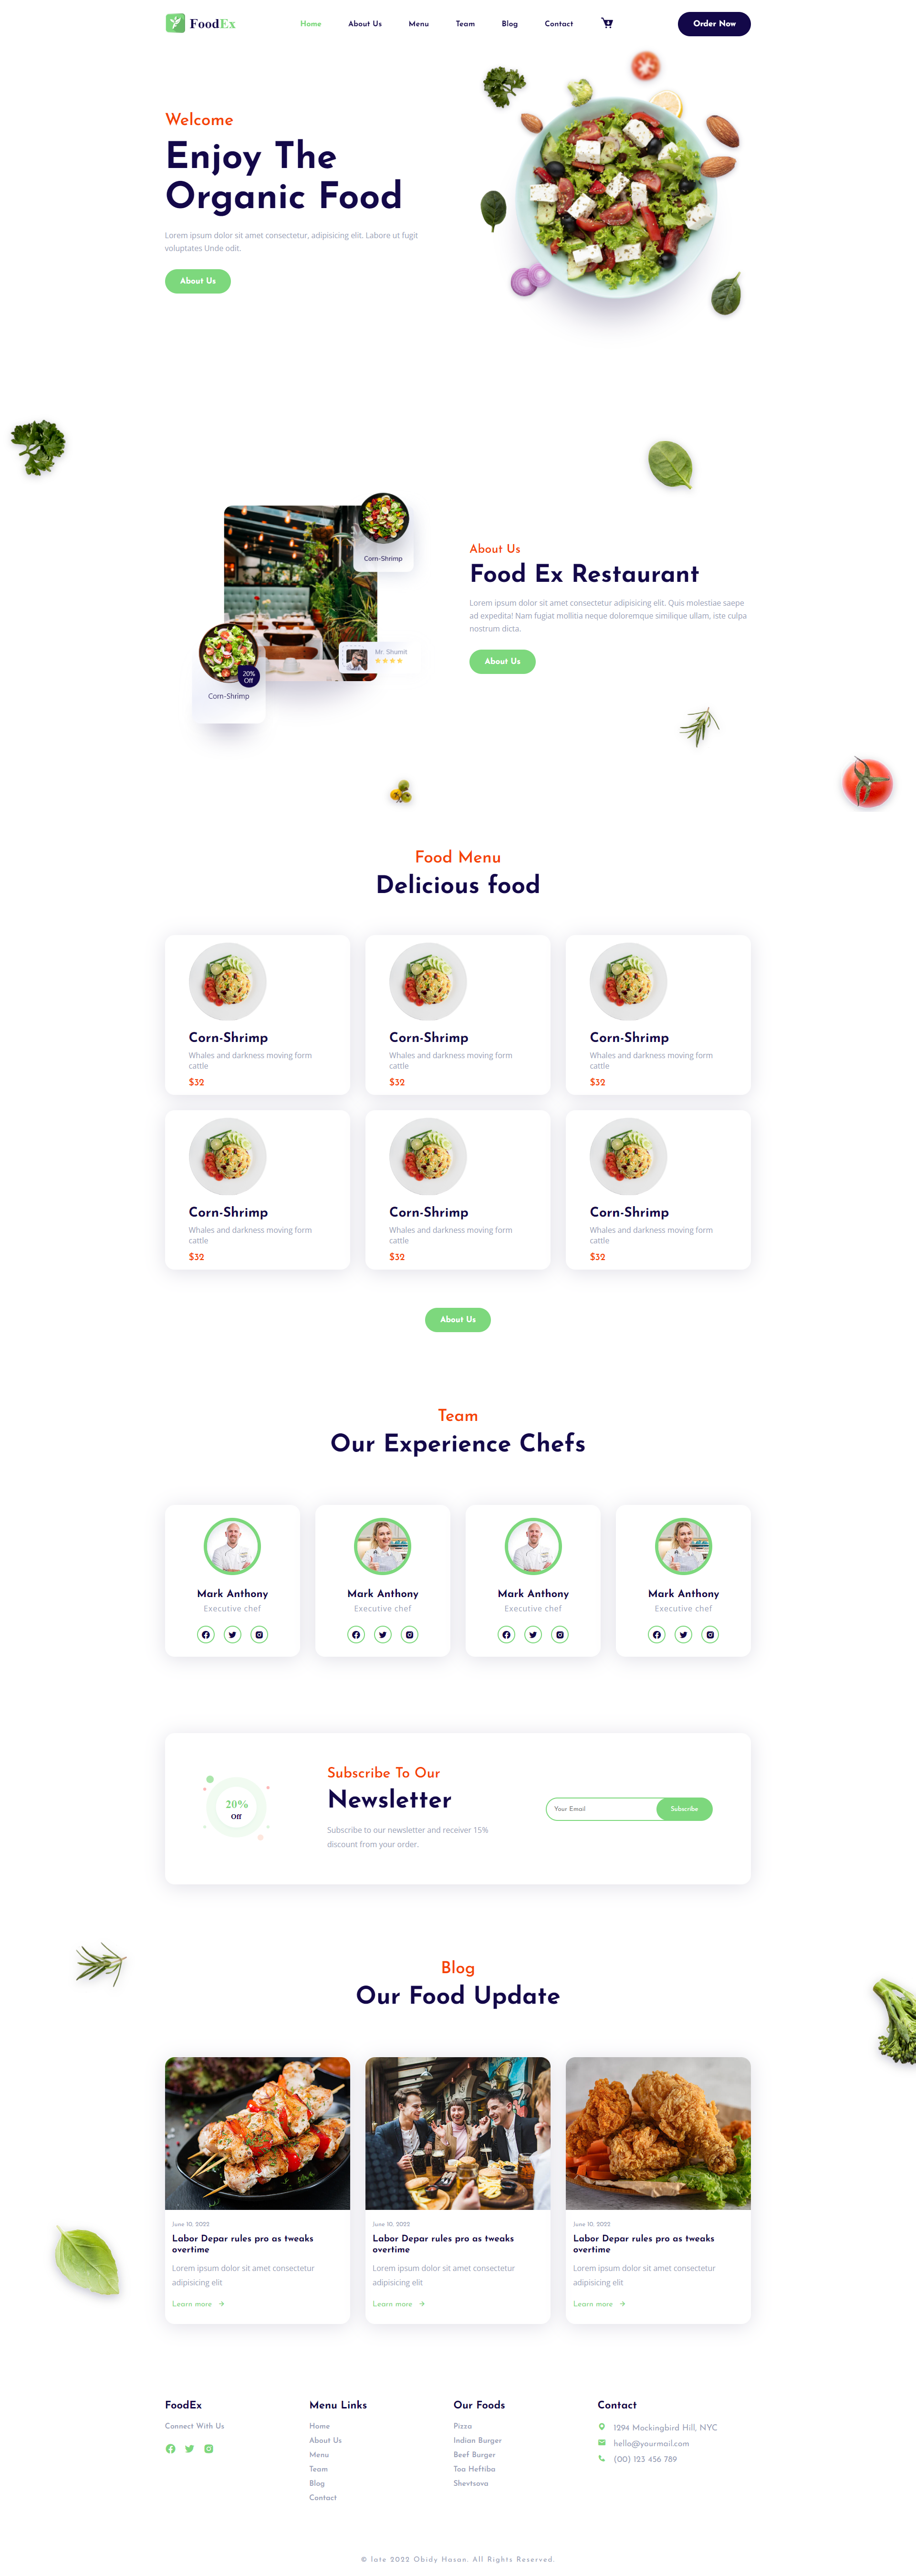 FoodEx
Home
About Us
Menu
Team
Blog
Contact
Order Now
Welcome
Enjoy The
Organic Food
Lorem ipsum dolor sit amet consectetur, adipisicing elit. Labore ut fugit
voluptates Unde odit.
About Us
Corn-Shrimp
Mr. Shumit
20%
Off
Corn-Shrimp
About Us
Food Ex Restaurant
Lorem ipsum dolor sit amet consectetur adipisicing elit. Quis molestiae saepe
ad expedita! Nam fugiat mollitia neque doloremque similique ullam, iste culpa
nostrum dicta.
About Us
Food Menu
Delicious food
Corn-Shrimp
Whales and darkness moving form
cattle
$32
Corn-Shrimp
Whales and darkness moving form
cattle
$32
Corn-Shrimp
Whales and darkness moving form
cattle
$32
Corn-Shrimp
Whales and darkness moving form
cattle
$32
Corn-Shrimp
Whales and darkness moving form
cattle
$32
Corn-Shrimp
Whales and darkness moving form
cattle
$32
About Us
Team
Our Experience Chefs
Mark Anthony
Executive chef
Mark Anthony
Executive chef
Mark Anthony
Executive chef
Mark Anthony
Executive chef
20%
Off
Subscribe To Our
Newsletter
Subscribe to our newsletter and receiver 15%
discount from your order.
Your Email
Subscribe
Blog
Our Food Update
June 10, 2022
Labor Depar rules pro as tweaks
overtime
Lorem ipsum dolor sit amet consectetur
adipisicing elit
Learn more
June 10, 2022
Labor Depar rules pro as tweaks
overtime
Lorem ipsum dolor sit amet consectetur
adipisicing elit
Learn more
June 10, 2022
Labor Depar rules pro as tweaks
overtime
Lorem ipsum dolor sit amet consectetur
adipisicing elit
Learn more
FoodEx
Connect With Us
Menu Links
Home
About Us
Menu
Team
Blog
Contact
Our Foods
Pizza
Indian Burger
Beef Burger
Toa Heftiba
Shevtsova
Contact
1294 Mockingbird Hill, NYC
hello@yourmail.com
(00) 123 456 789
© late 2022 Obidy Hasan. All Rights Reserved.